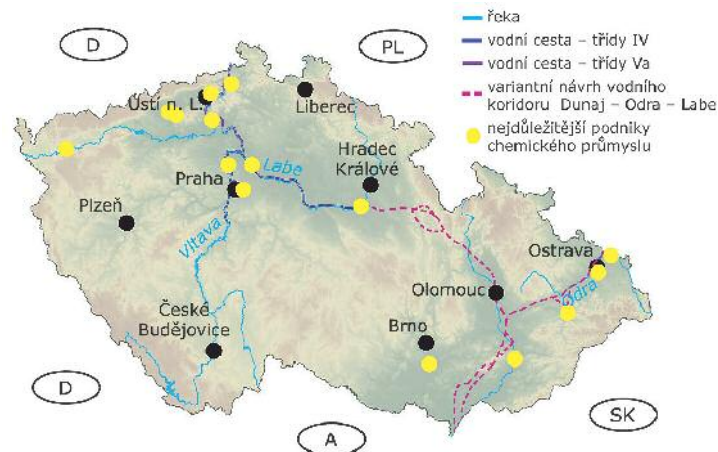 D
PL
řeka
vodní cesta – třídy IV
vodní cesta – třídy Va
variantní návrh vodního
koridoru Dunaj – Odra – Labe
nejdůležitější podniky
chemického průmyslu
Ústí n. L.
Liberec
Hradec
Králové
Labe
Praha
Plzeň
Vltava
Ostrava
Odra
Olomouc
České
Budějovice
Brno
D
A
SK